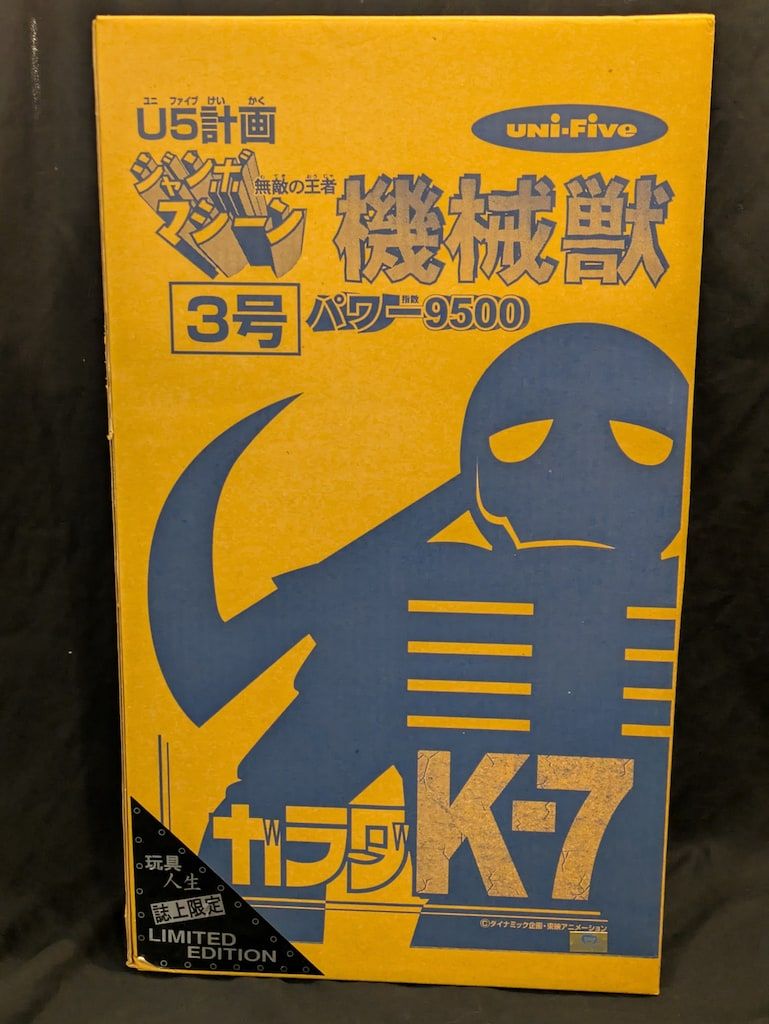 ユニ ファイブ けい かく
U5計画
UNI-FIVE
ジャンボ
マシーン
無敵の王者
機械獣
3号
指数
パワー9500
ガラダK-7
玩具
人生
誌上限定
LIMITED
EDITION
©ダイナミック企画・東映アニメーション